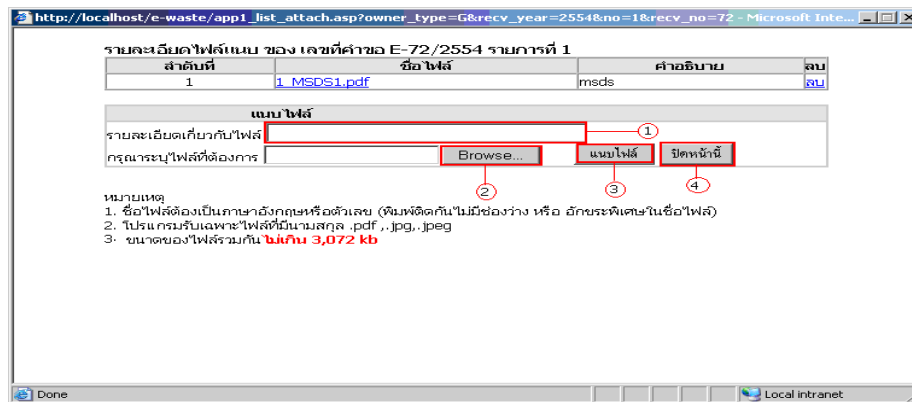 http://localhost/e-waste/app1_list_attach.asp?owner_type=G&recv_year=2554&no=1&recv_no=72 - Microsoft Inte...
รายละเอียดไฟล์แนบ ของ เลขที่คำขอ E-72/2554 รายการที่ 1
ลำดับที่ ชื่อไฟล์ คำอธิบาย ลบ
1 1_MSDS1.pdf msds ลบ
แนบไฟล์
รายละเอียดเกี่ยวกับไฟล์ 1
กรุณาระบุไฟล์ที่ต้องการ Browse... แนบไฟล์ ปิดหน้านี้
2 3 4
หมายเหตุ
1. ชื่อไฟล์ต้องเป็นภาษาอังกฤษหรือตัวเลข (พิมพ์ติดกันไม่มีช่องว่าง หรือ อักขระพิเศษในชื่อไฟล์)
2. โปรแกรมรับเฉพาะไฟล์ที่มีนามสกุล .pdf ,.jpg,.jpeg
3. ขนาดของไฟล์รวมกัน ไม่เกิน 3,072 kb
Done Local intranet